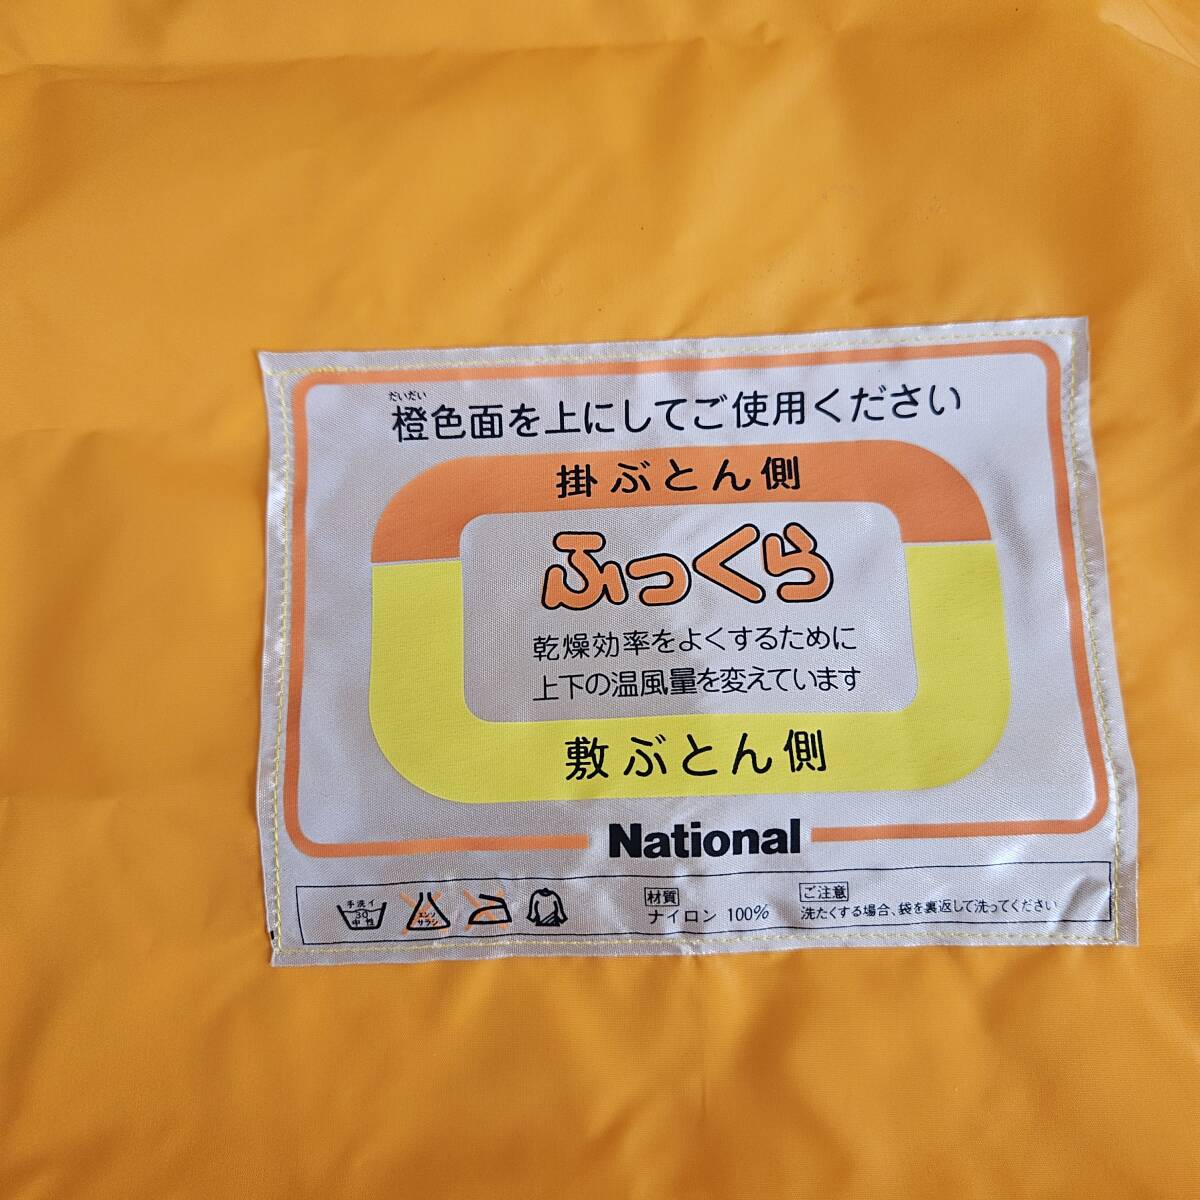 だいだい
橙色面を上にしてご使用ください
掛ぶとん側
ふっくら
乾燥効率をよくするために
上下の温風量を変えています
敷ぶとん側
National
手洗イ
30
中性
エンソ
サラシ
材質
ナイロン 100%
ご注意
洗たくする場合、袋を裏返して洗ってください